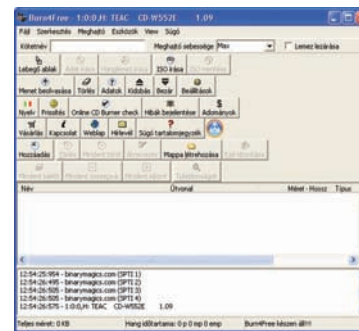 Burn4Free - 1:0:0,H: TEAC CD-W552E 1.09
Fájl Szerkesztés Meghajtó Eszközök View Súgó
Kötetnév Meghajtó sebessége Max Lemez lezárása
Lebegő ablak ISO írása
Menet beolvasása Törlés Adatok Kidobás Bezár Beállítások
Nyelv Frissítés Online CD Burner check Hibák bejelentése Adományok
Vásárlás Kapcsolat Weblap Hírlevél Súgó tartalomjegyzék
Hozzáadás Törlés Mappa létrehozása
Név Útvonal Méret - Hossz Típus
12:54:25:954 - binarymagics.com (SPTI 1)
12:54:26:495 - binarymagics.com (SPTI 2)
12:54:26:505 - binarymagics.com (SPTI 3)
12:54:26:505 - binarymagics.com (SPTI 4)
12:54:26:575 - 1:0:0,H: TEAC CD-W552E 1.09
Teljes méret: 0 KB Hang időtartama: 0 p 0 mp 0 emp Burn4Free készen áll!!!